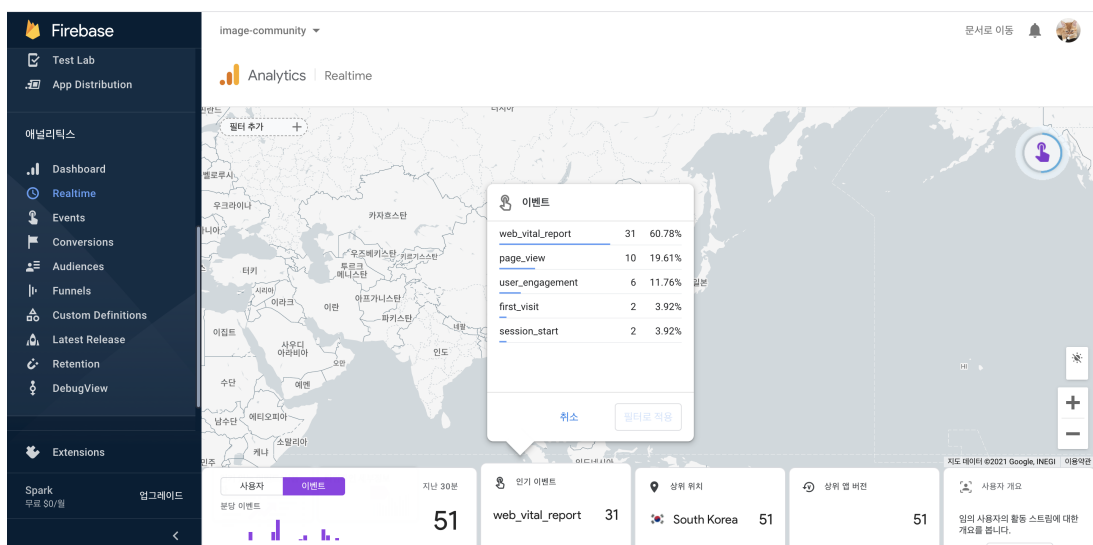 Firebase
image-community
문서로 이동
Test Lab
App Distribution
Analytics
Realtime
애널리틱스
Dashboard
Realtime
Events
Conversions
Audiences
Funnels
Custom Definitions
Latest Release
Retention
DebugView
Extensions
Spark
무료 $0/월
업그레이드
필터 추가
벨로루시
우크라이나
카자흐스탄
우즈베키스탄
키르기스스탄
터키
투르크
메니스탄
시리아
이라크
이란
아프가니스탄
파키스탄
이집트
네팔
사우디
아라비아
오만
인도
수단
예멘
남수단
에티오피아
소말리아
케냐
일본
HI
이벤트
web_vital_report 31 60.78%
page_view 10 19.61%
user_engagement 6 11.76%
first_visit 2 3.92%
session_start 2 3.92%
취소
필터로 적용
지도 데이터 ©2021 Google, INEGI
이용약관
사용자
이벤트
지난 30분
분당 이벤트
51
인기 이벤트
web_vital_report 31
상위 위치
South Korea 51
상위 앱 버전
51
사용자 개요
임의 사용자의 활동 스트림에 대한
개요를 봅니다.